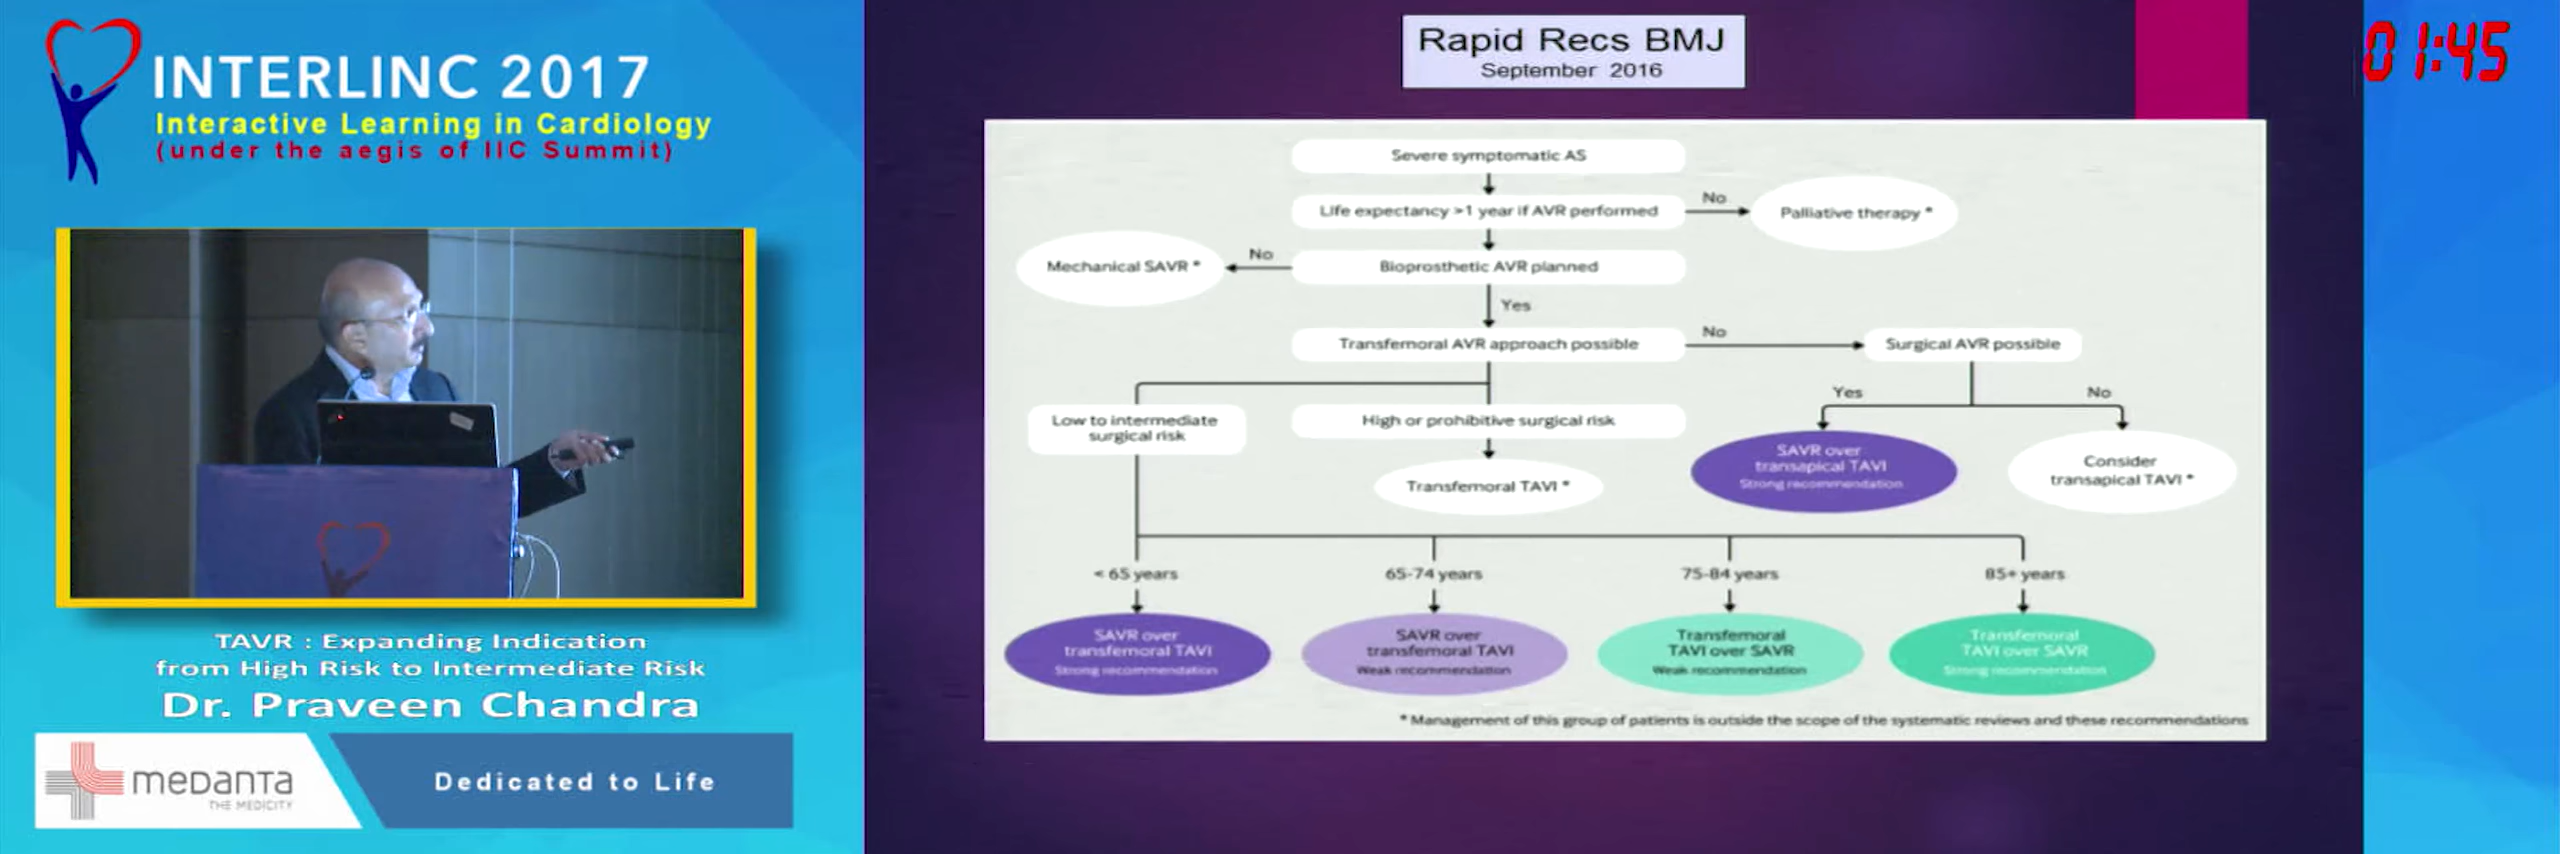 INTERLINC 2017
Interactive Learning in Cardiology
(under the aegis of IIC Summit)
TAVR : Expanding Indication
from High Risk to Intermediate Risk
Dr. Praveen Chandra
medanta
THE MEDICITY
Dedicated to Life
Rapid Recs BMJ
September 2016
01:45
Severe symptomatic AS
Life expectancy >1 year if AVR performed
No
Palliative therapy *
Mechanical SAVR *
No
Bioprosthetic AVR planned
Yes
Transfemoral AVR approach possible
No
Surgical AVR possible
Yes
No
Low to intermediate
surgical risk
High or prohibitive surgical risk
Transfemoral TAVI *
SAVR over
transapical TAVI
Strong recommendation
Consider
transapical TAVI *
< 65 years
65-74 years
75-84 years
85+ years
SAVR over
transfemoral TAVI
Strong recommendation
SAVR over
transfemoral TAVI
Weak recommendation
Transfemoral
TAVI over SAVR
Weak recommendation
Transfemoral
TAVI over SAVR
Strong recommendation
* Management of this group of patients is outside the scope of the systematic reviews and these recommendations